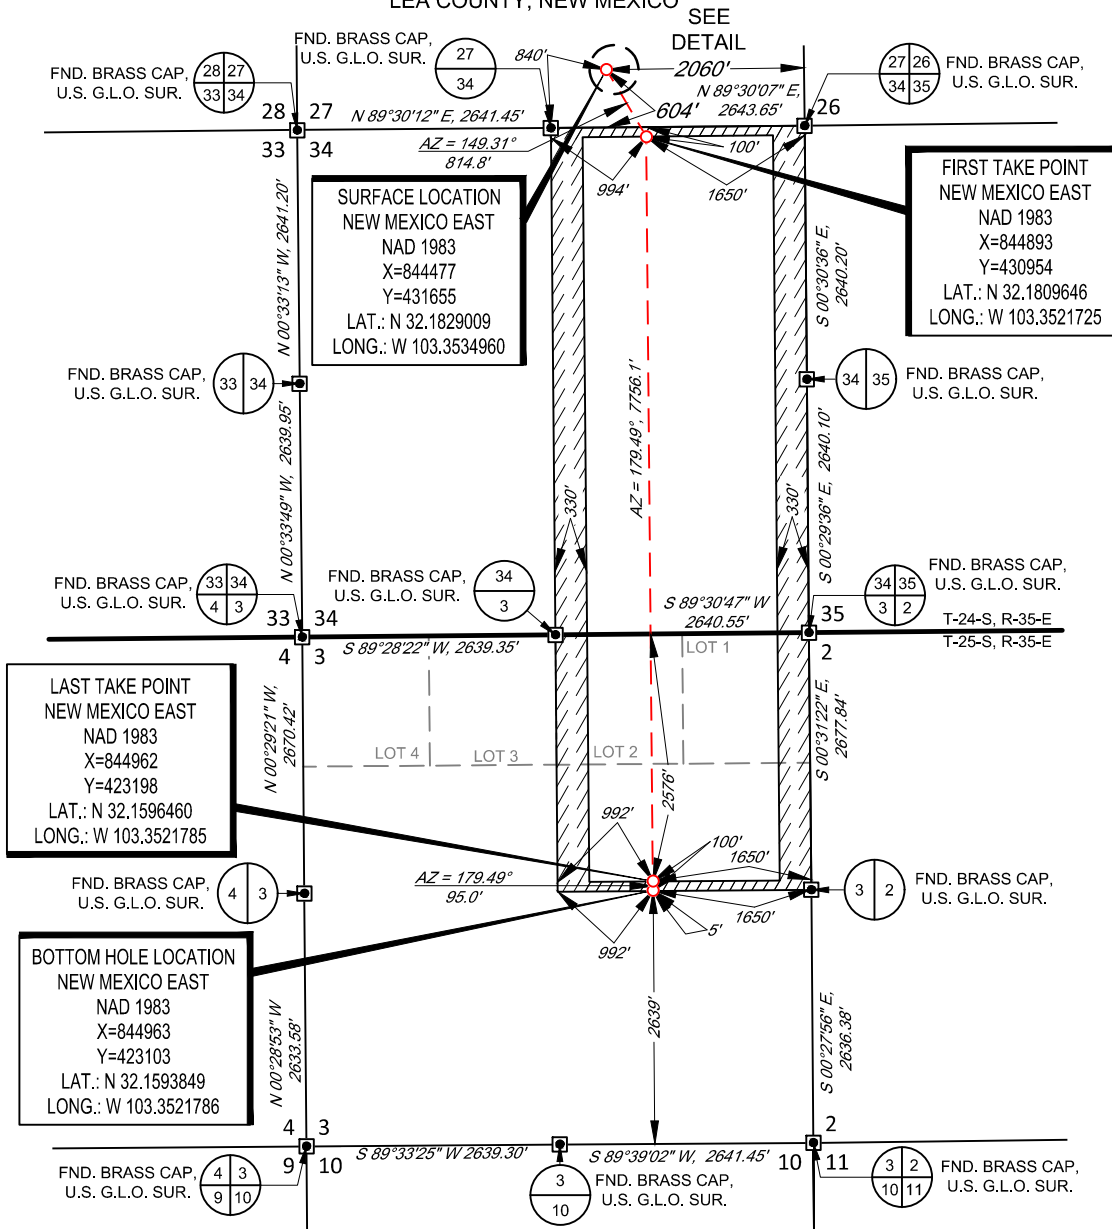 LEA COUNTY, NEW MEXICO
SEE
DETAIL
FND. BRASS CAP,
U.S. G.L.O. SUR.
28 27
33 34
FND. BRASS CAP,
U.S. G.L.O. SUR.
27
34
840'
2060'
27 26
34 35
FND. BRASS CAP,
U.S. G.L.O. SUR.
28 27
33 34
N 89°30'12" E, 2641.45'
604'
N 89°30'07" E,
2643.65'
26
AZ = 149.31°
814.8'
100'
994'
1650'
SURFACE LOCATION
NEW MEXICO EAST
NAD 1983
X=844477
Y=431655
LAT.: N 32.1829009
LONG.: W 103.3534960
FIRST TAKE POINT
NEW MEXICO EAST
NAD 1983
X=844893
Y=430954
LAT.: N 32.1809646
LONG.: W 103.3521725
N 00°33'13" W, 2641.20'
S 00°30'36" E,
2640.20'
FND. BRASS CAP,
U.S. G.L.O. SUR.
33 34
AZ = 179.49°, 7756.1'
34 35
FND. BRASS CAP,
U.S. G.L.O. SUR.
N 00°33'49" W, 2639.95'
330'
330'
S 00°29'36" E, 2640.10'
FND. BRASS CAP,
U.S. G.L.O. SUR.
33 34
4 3
FND. BRASS CAP,
U.S. G.L.O. SUR.
34
3
34 35
3 2
FND. BRASS CAP,
U.S. G.L.O. SUR.
33 34
4 3
S 89°28'22" W, 2639.35'
S 89°30'47" W
2640.55'
35
2
T-24-S, R-35-E
T-25-S, R-35-E
LOT 1
LOT 2
LOT 3
LOT 4
LAST TAKE POINT
NEW MEXICO EAST
NAD 1983
X=844962
Y=423198
LAT.: N 32.1596460
LONG.: W 103.3521785
N 00°29'21" W,
2670.42'
2576'
S 00°31'22" E,
2677.84'
992'
100'
1650'
AZ = 179.49°
95.0'
FND. BRASS CAP,
U.S. G.L.O. SUR.
4 3
3 2
FND. BRASS CAP,
U.S. G.L.O. SUR.
1650'
5'
992'
BOTTOM HOLE LOCATION
NEW MEXICO EAST
NAD 1983
X=844963
Y=423103
LAT.: N 32.1593849
LONG.: W 103.3521786
N 00°28'53" W
2633.58'
2639'
S 00°27'56" E,
2636.38'
4 3
9 10
S 89°33'25" W 2639.30'
S 89°39'02" W, 2641.45'
2
10 11
FND. BRASS CAP,
U.S. G.L.O. SUR.
4 3
9 10
3
10
FND. BRASS CAP,
U.S. G.L.O. SUR.
3 2
10 11
FND. BRASS CAP,
U.S. G.L.O. SUR.